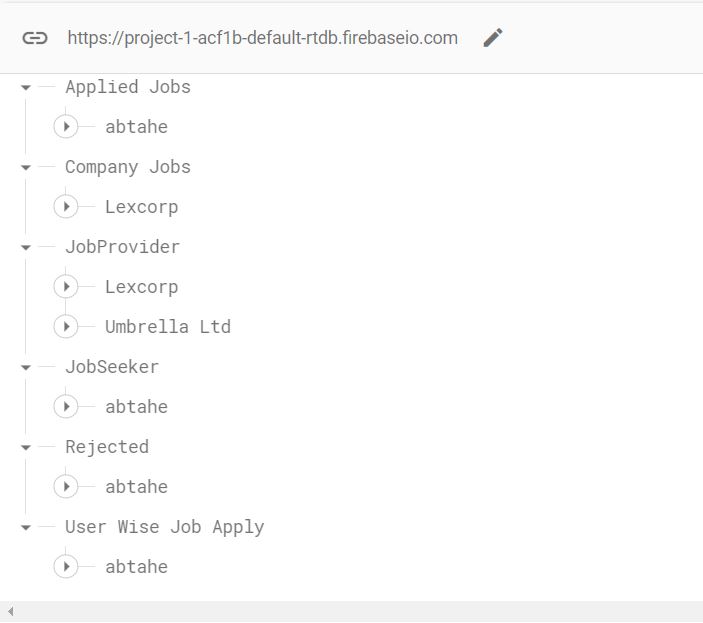 https://project-1-acf1b-default-rtdb.firebaseio.com
Applied Jobs
abtahe
Company Jobs
Lexcorp
JobProvider
Lexcorp
Umbrella Ltd
JobSeeker
abtahe
Rejected
abtahe
User Wise Job Apply
abtahe